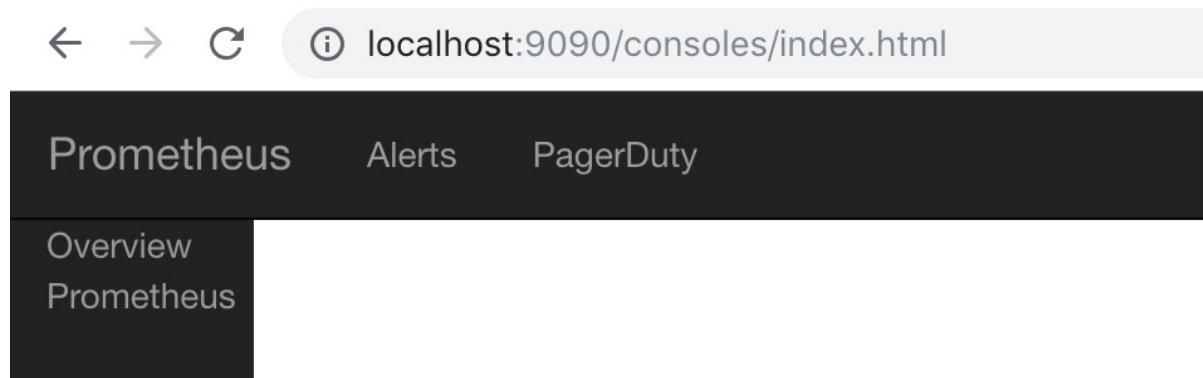 localhost:9090/consoles/index.html
Prometheus Alerts PagerDuty
Overview
Prometheus